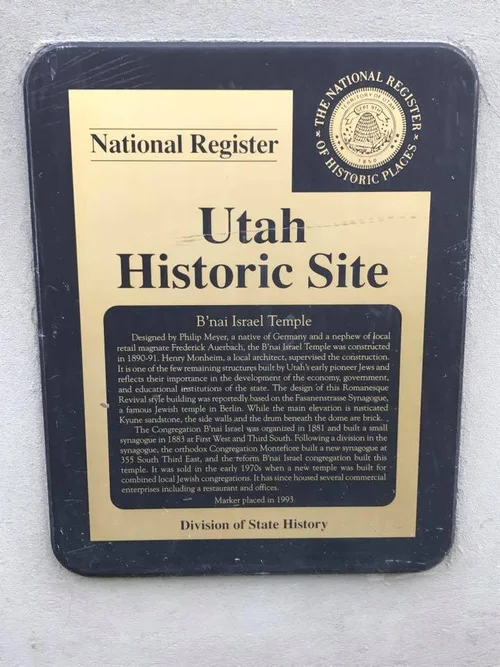 THE NATIONAL REGISTER
OF HISTORIC PLACES
TERRITORY OF UTAH
1850
National Register
Utah
Historic Site
B'nai Israel Temple
Designed by Philip Meyer, a native of Germany and a nephew of local
retail magnate Frederick Auerbach, the B'nai Israel Temple was constructed
in 1890-91. Henry Monheim, a local architect, supervised the construction.
It is one of the few remaining structures built by Utah's early pioneer Jews and
reflects their importance in the development of the economy, government,
and educational institutions of the state. The design of this Romanesque
Revival style building was reportedly based on the Fasanenstrasse Synagogue,
a famous Jewish temple in Berlin. While the main elevation is rusticated
Kyune sandstone, the side walls and the drum beneath the dome are brick.
The Congregation B'nai Israel was organized in 1881 and built a small
synagogue in 1883 at First West and Third South. Following a division in the
synagogue, the orthodox Congregation Montefiore built a new synagogue at
355 South Third East, and the reform B'nai Israel congregation built this
temple. It was sold in the early 1970s when a new temple was built for
combined local Jewish congregations. It has since housed several commercial
enterprises including a restaurant and offices.
Marker placed in 1993
Division of State History